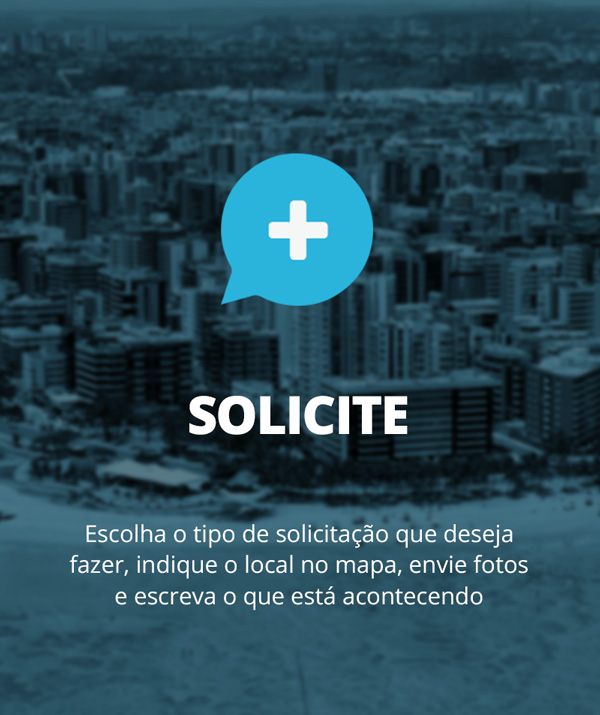 SOLICITE
Escolha o tipo de solicitação que deseja
fazer, indique o local no mapa, envie fotos
e escreva o que está acontecendo